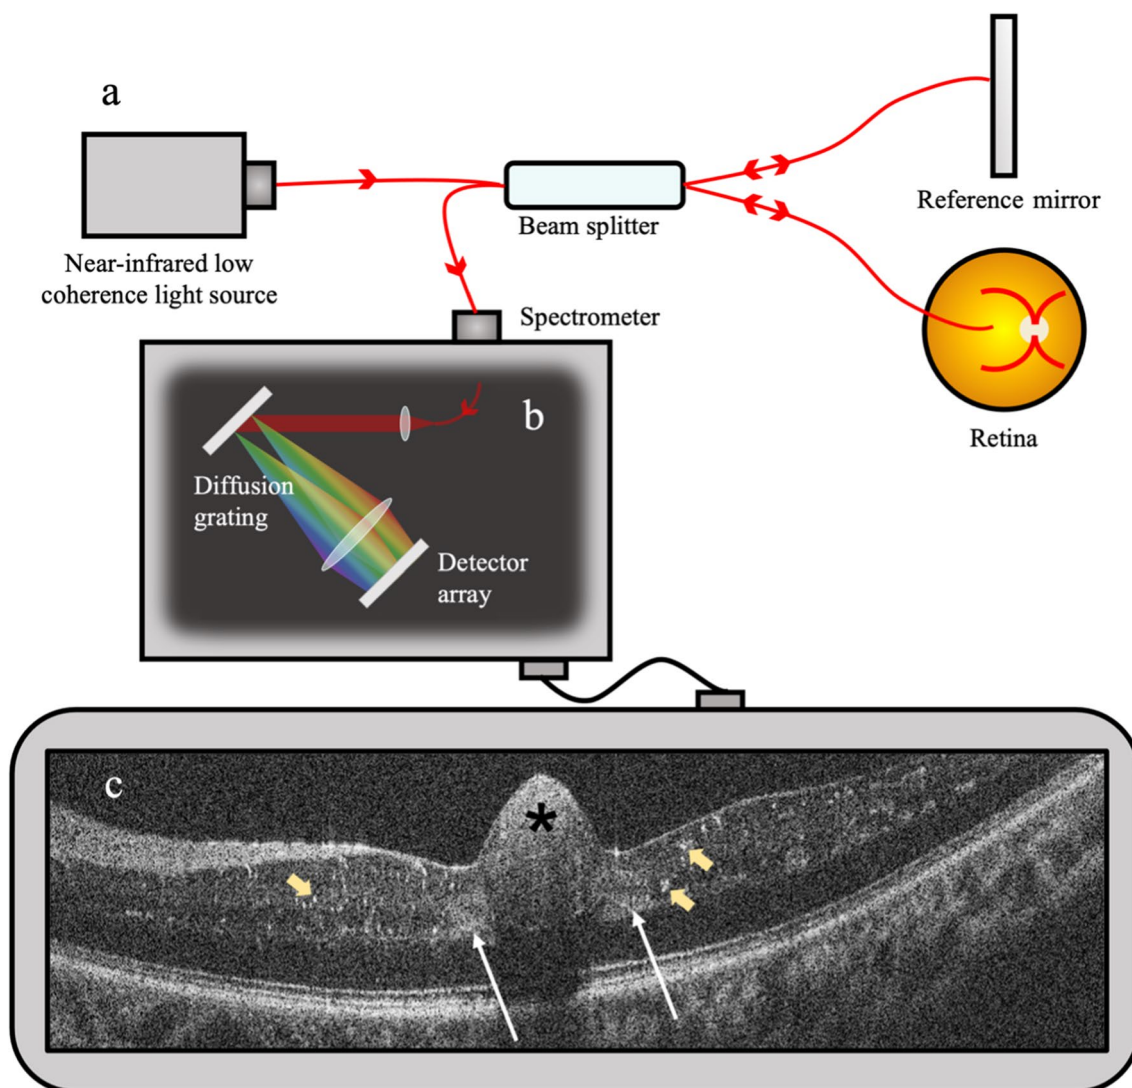 a
Near-infrared low
coherence light source
Beam splitter
Reference mirror
Retina
Spectrometer
b
Diffusion
grating
Detector
array
c
*